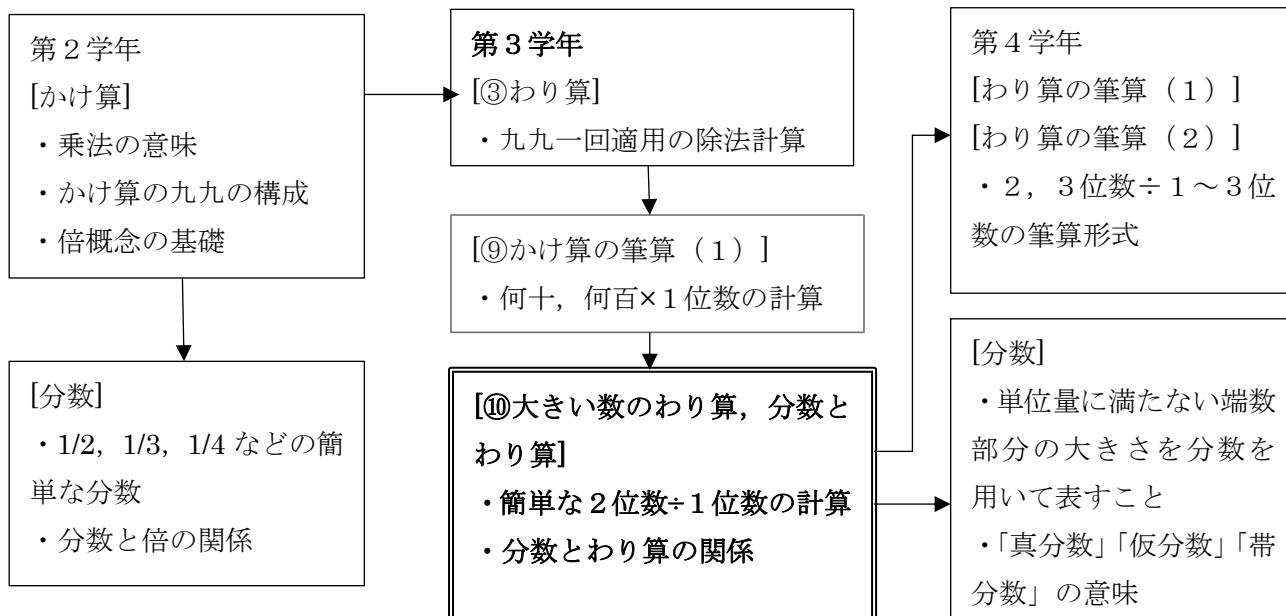 第２学年
[かけ算]
・乗法の意味
・かけ算の九九の構成
・倍概念の基礎
[分数]
・1/2，1/3，1/4 などの簡
単な分数
・分数と倍の関係
第３学年
[③わり算]
・九九一回適用の除法計算
[⑨かけ算の筆算（１）]
・何十，何百×１位数の計算
[⑩大きい数のわり算，分数と
わり算]
・簡単な２位数÷１位数の計算
・分数とわり算の関係
第４学年
[わり算の筆算（１）]
[わり算の筆算（２）]
・２，３位数÷１～３位
数の筆算形式
[分数]
・単位量に満たない端数
部分の大きさを分数を
用いて表すこと
・「真分数」「仮分数」「帯
分数」の意味